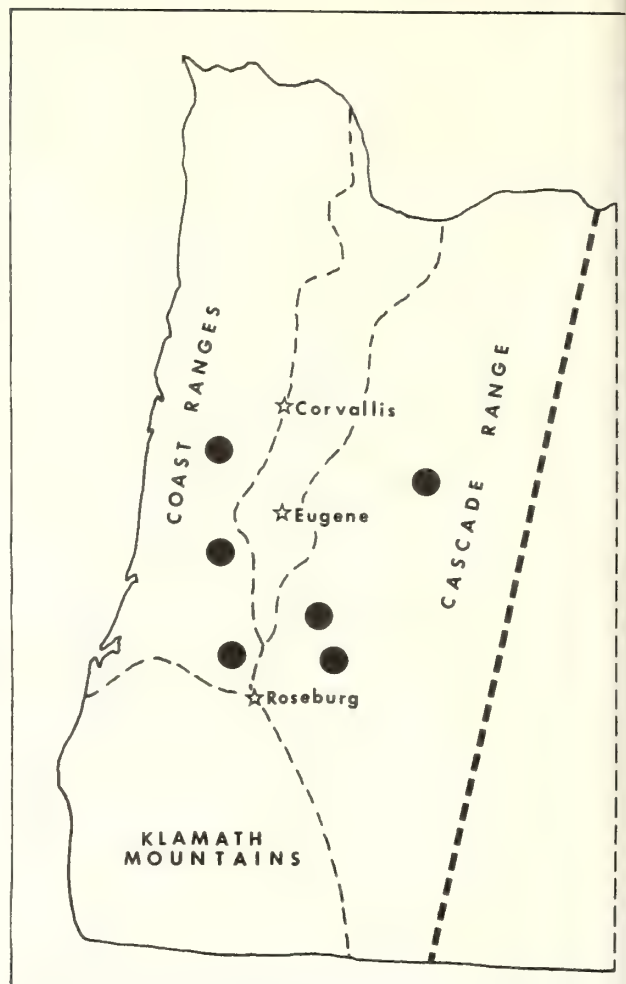 COAST RANGES
Corvallis
CASCADE RANGE
Eugene
Roseburg
KLAMATH
MOUNTAINS